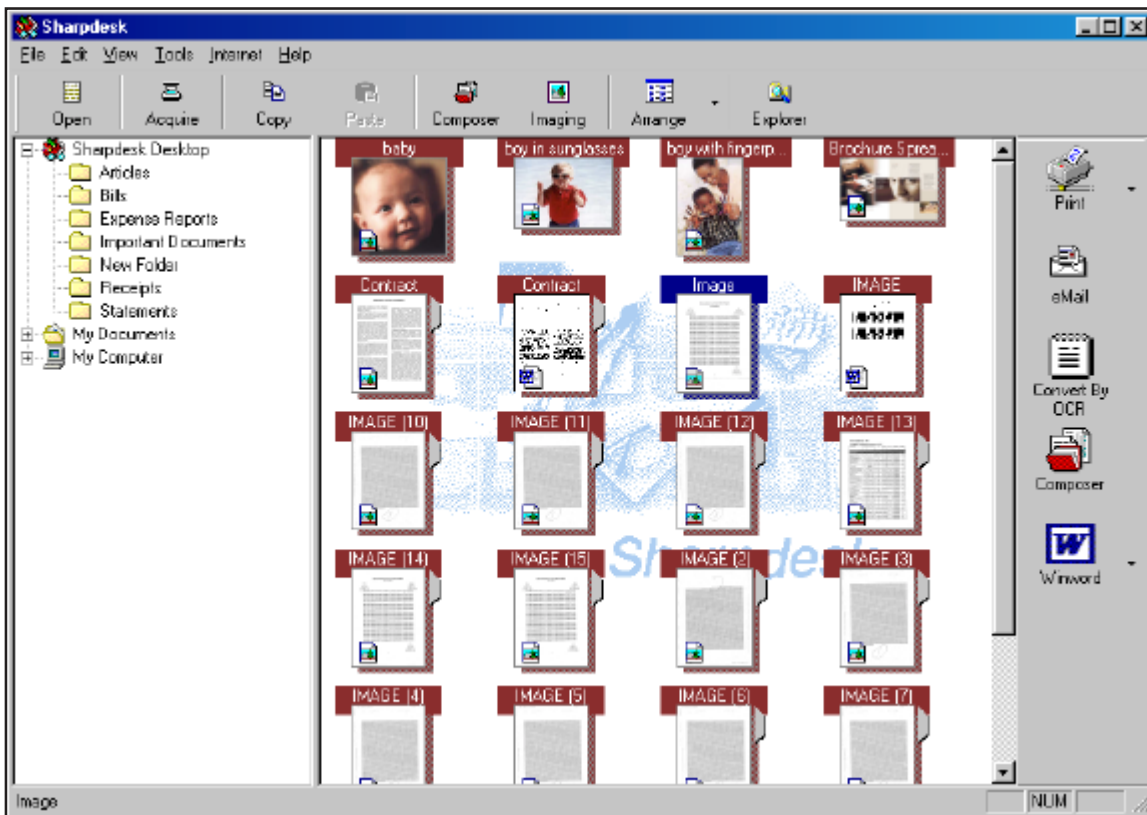 Sharpdesk
File Edit View Tools Internet Help
Open Acquire Copy Paste Composer Imaging Arrange Explorer
Sharpdesk Desktop
Articles
Bills
Expense Reports
Important Documents
New Folder
Receipts
Statements
My Documents
My Computer
baby boy in sunglasses boy with fingerp... Brochure Sprea...
Contract Contract Image IMAGE
IMAGE (10) IMAGE (11) IMAGE (12) IMAGE (13)
IMAGE (14) IMAGE (15) IMAGE (2) IMAGE (3)
Sharpdesk
IMAGE (4) IMAGE (5) IMAGE (6) IMAGE (7)
Print
eMail
Convert By
OCR
Composer
Winword
Image NUM